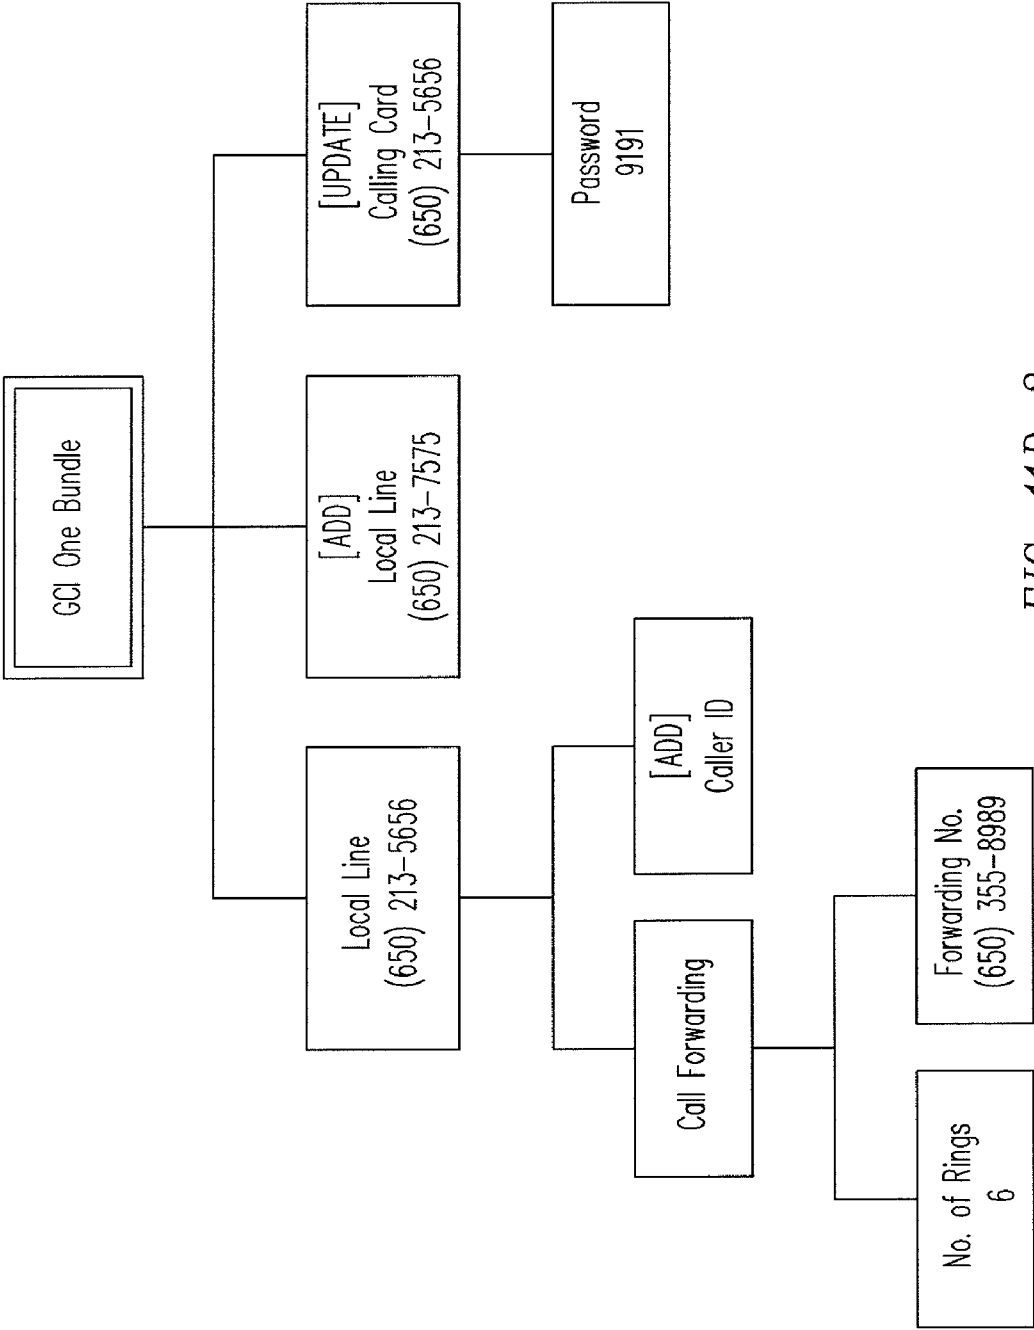 GCI One Bundle
Local Line
(650) 213-5656
[ADD]
Local Line
(650) 213-7575
[UPDATE]
Calling Card
(650) 213-5656
Call Forwarding
[ADD]
Caller ID
Password
9191
No. of Rings
6
Forwarding No.
(650) 355-8989